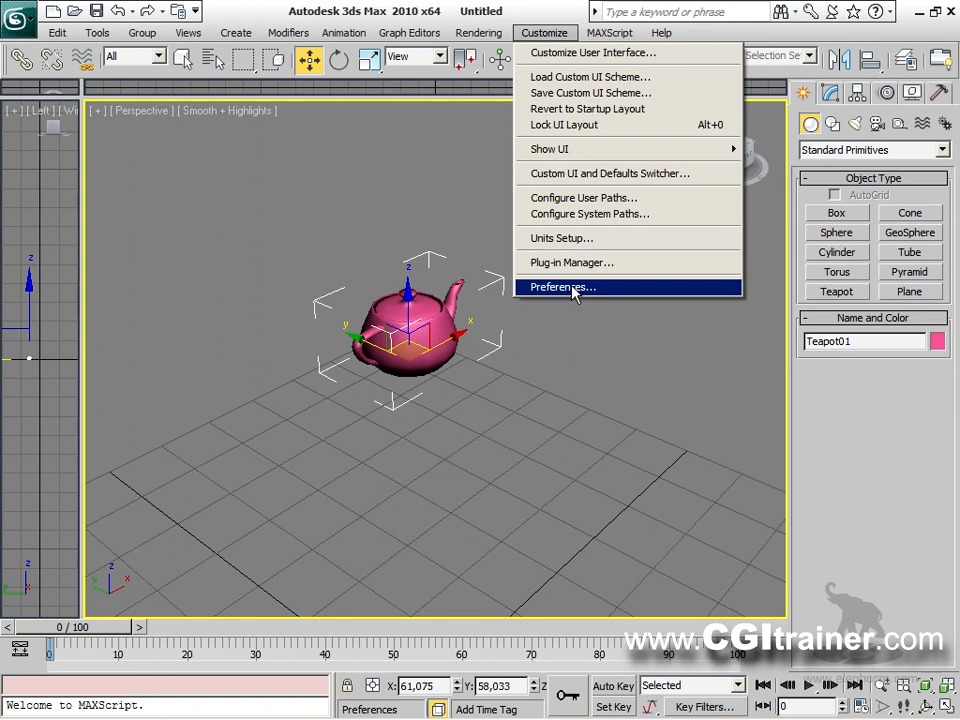 Autodesk 3ds Max 2010 x64 Untitled
Type a keyword or phrase
Edit Tools Group Views Create Modifiers Animation Graph Editors Rendering Customize MAXScript Help
All
View
Selection Se
Customize User Interface...
Load Custom UI Scheme...
Save Custom UI Scheme...
Revert to Startup Layout
Lock UI Layout Alt+0
Show UI
Custom UI and Defaults Switcher...
Configure User Paths...
Configure System Paths...
Units Setup...
Plug-in Manager...
Preferences...
[ + ] [ Left ] [ Wi
[ + ] [ Perspective ] [ Smooth + Highlights ]
z
z
y
x
z
x
z
y
x
Standard Primitives
- Object Type
AutoGrid
Box Cone
Sphere GeoSphere
Cylinder Tube
Torus Pyramid
Teapot Plane
- Name and Color
Teapot01
< 0 / 100 >
0 10 20 30 40 50 60 70 80 90 100
www.CGItrainer.com
X: 61,075 Y: 58,033 Z
Auto Key Selected
Welcome to MAXScript.
Preferences
Add Time Tag
Set Key Key Filters...
0